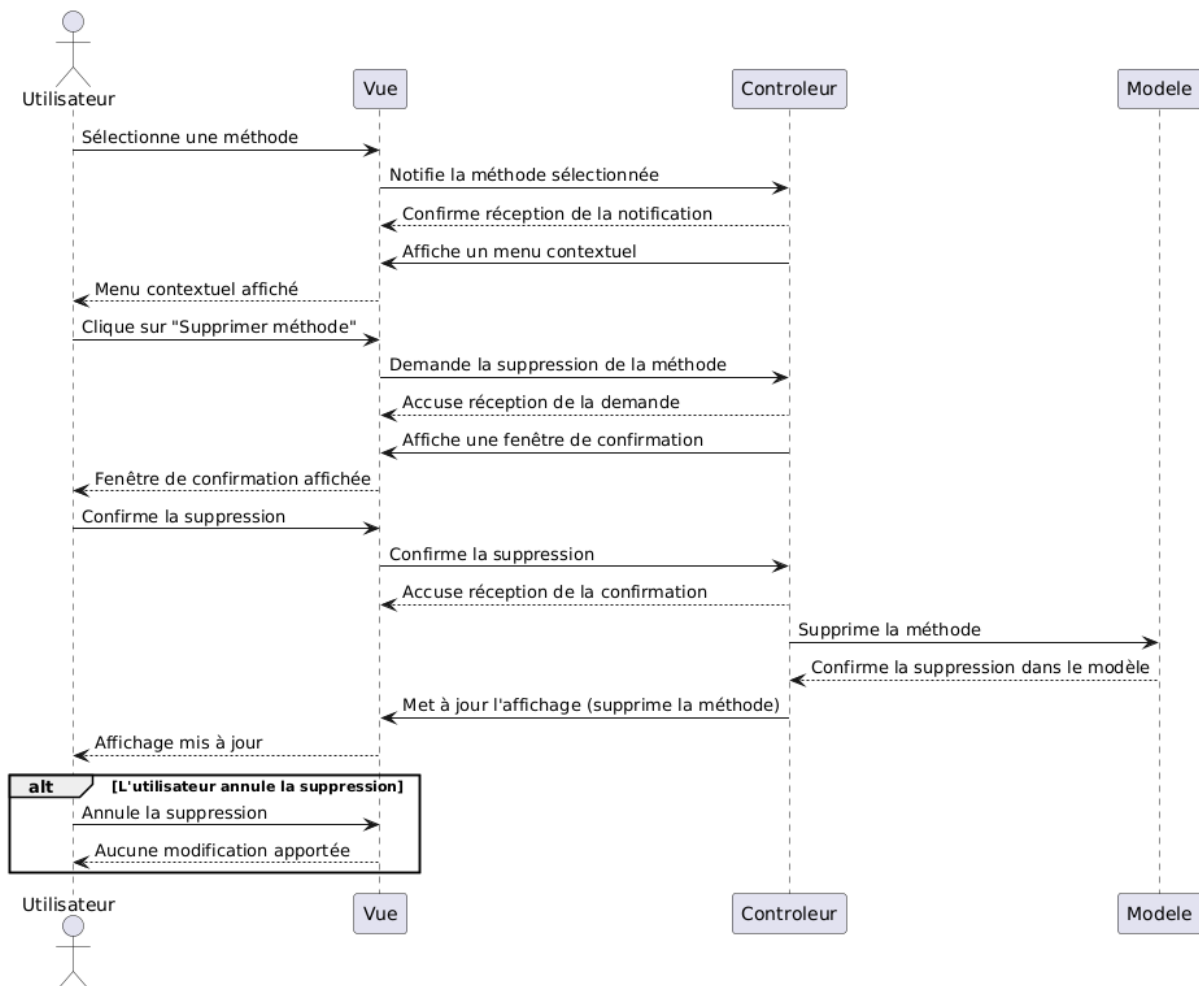 Utilisateur
Vue
Controleur
Modele
Sélectionne une méthode
Notifie la méthode sélectionnée
Confirme réception de la notification
Affiche un menu contextuel
Menu contextuel affiché
Clique sur "Supprimer méthode"
Demande la suppression de la méthode
Accuse réception de la demande
Affiche une fenêtre de confirmation
Fenêtre de confirmation affichée
Confirme la suppression
Confirme la suppression
Accuse réception de la confirmation
Supprime la méthode
Confirme la suppression dans le modèle
Met à jour l'affichage (supprime la méthode)
Affichage mis à jour
alt [L'utilisateur annule la suppression]
Annule la suppression
Aucune modification apportée
Utilisateur
Vue
Controleur
Modele